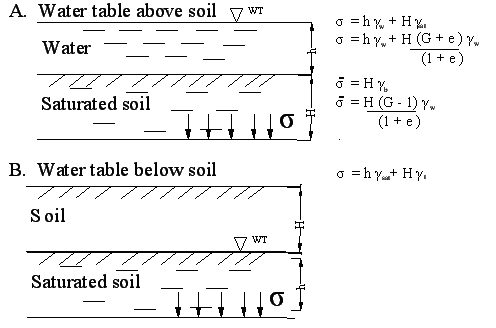 A. Water table above soil
WT
Water
h
Saturated soil
H
σ
σ = h γw + H γsat
σ = h γw + H (G + e) γw
(1 + e)
σ̄ = H γb
σ̄ = H (G - 1) γw
(1 + e)
B. Water table below soil
σ = h γsat + H γt
Soil
H
WT
Saturated soil
h
σ